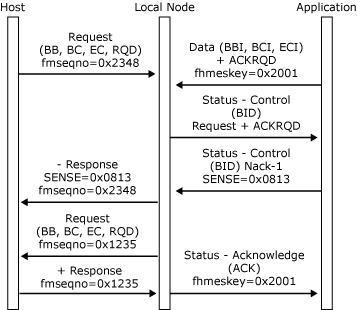 Host
Local Node
Application
Request
(BB, BC, EC, RQD)
fmseqno=0x2348
Data (BBI, BCI, ECI)
+ ACKRQD
fhmeskey=0x2001
Status - Control
(BID)
Request + ACKRQD
- Response
SENSE=0x0813
fmseqno=0x2348
Status - Control
(BID) Nack-1
SENSE=0x0813
Request
(BB, BC, EC, RQD)
fmseqno=0x1235
+ Response
fmseqno=0x1235
Status - Acknowledge
(ACK)
fhmeskey=0x2001